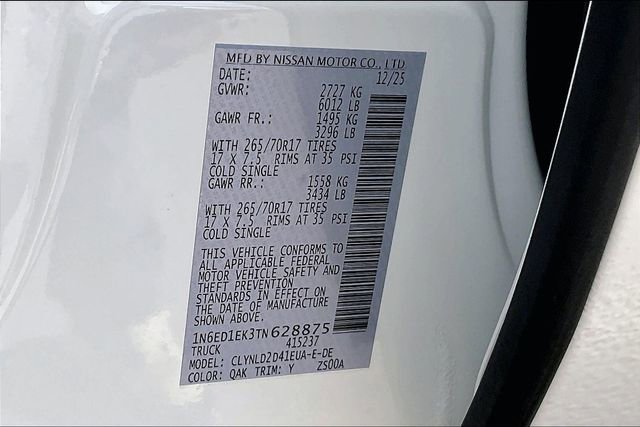 MFD BY NISSAN MOTOR CO., LTD
DATE: 12/25
GVWR: 2727 KG
6012 LB
GAWR FR.: 1495 KG
3296 LB
WITH 265/70R17 TIRES
17 X 7.5 RIMS AT 35 PSI
COLD SINGLE
GAWR RR.: 1558 KG
3434 LB
WITH 265/70R17 TIRES
17 X 7.5 RIMS AT 35 PSI
COLD SINGLE
THIS VEHICLE CONFORMS TO
ALL APPLICABLE FEDERAL
MOTOR VEHICLE SAFETY AND
THEFT PREVENTION
STANDARDS IN EFFECT ON
THE DATE OF MANUFACTURE
SHOWN ABOVE.
1N6ED1EK3TN628875
TRUCK 415237
MODEL: CLYNLD2D41EUA-E-DE
COLOR: QAK TRIM: Y ZS00A